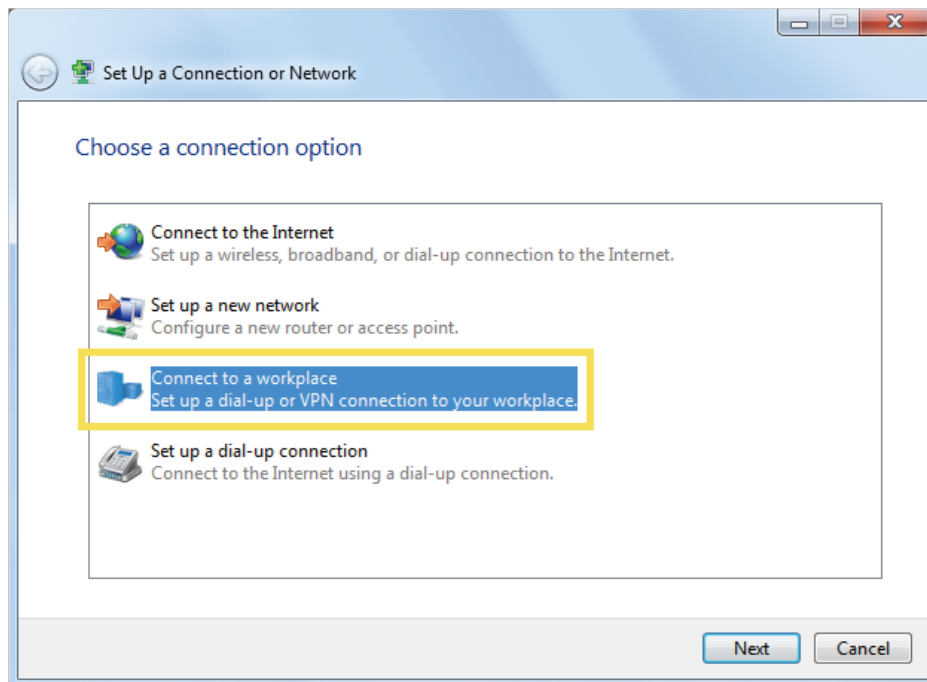 Set Up a Connection or Network
Choose a connection option
Connect to the Internet
Set up a wireless, broadband, or dial-up connection to the Internet.
Set up a new network
Configure a new router or access point.
Connect to a workplace
Set up a dial-up or VPN connection to your workplace.
Set up a dial-up connection
Connect to the Internet using a dial-up connection.
Next Cancel